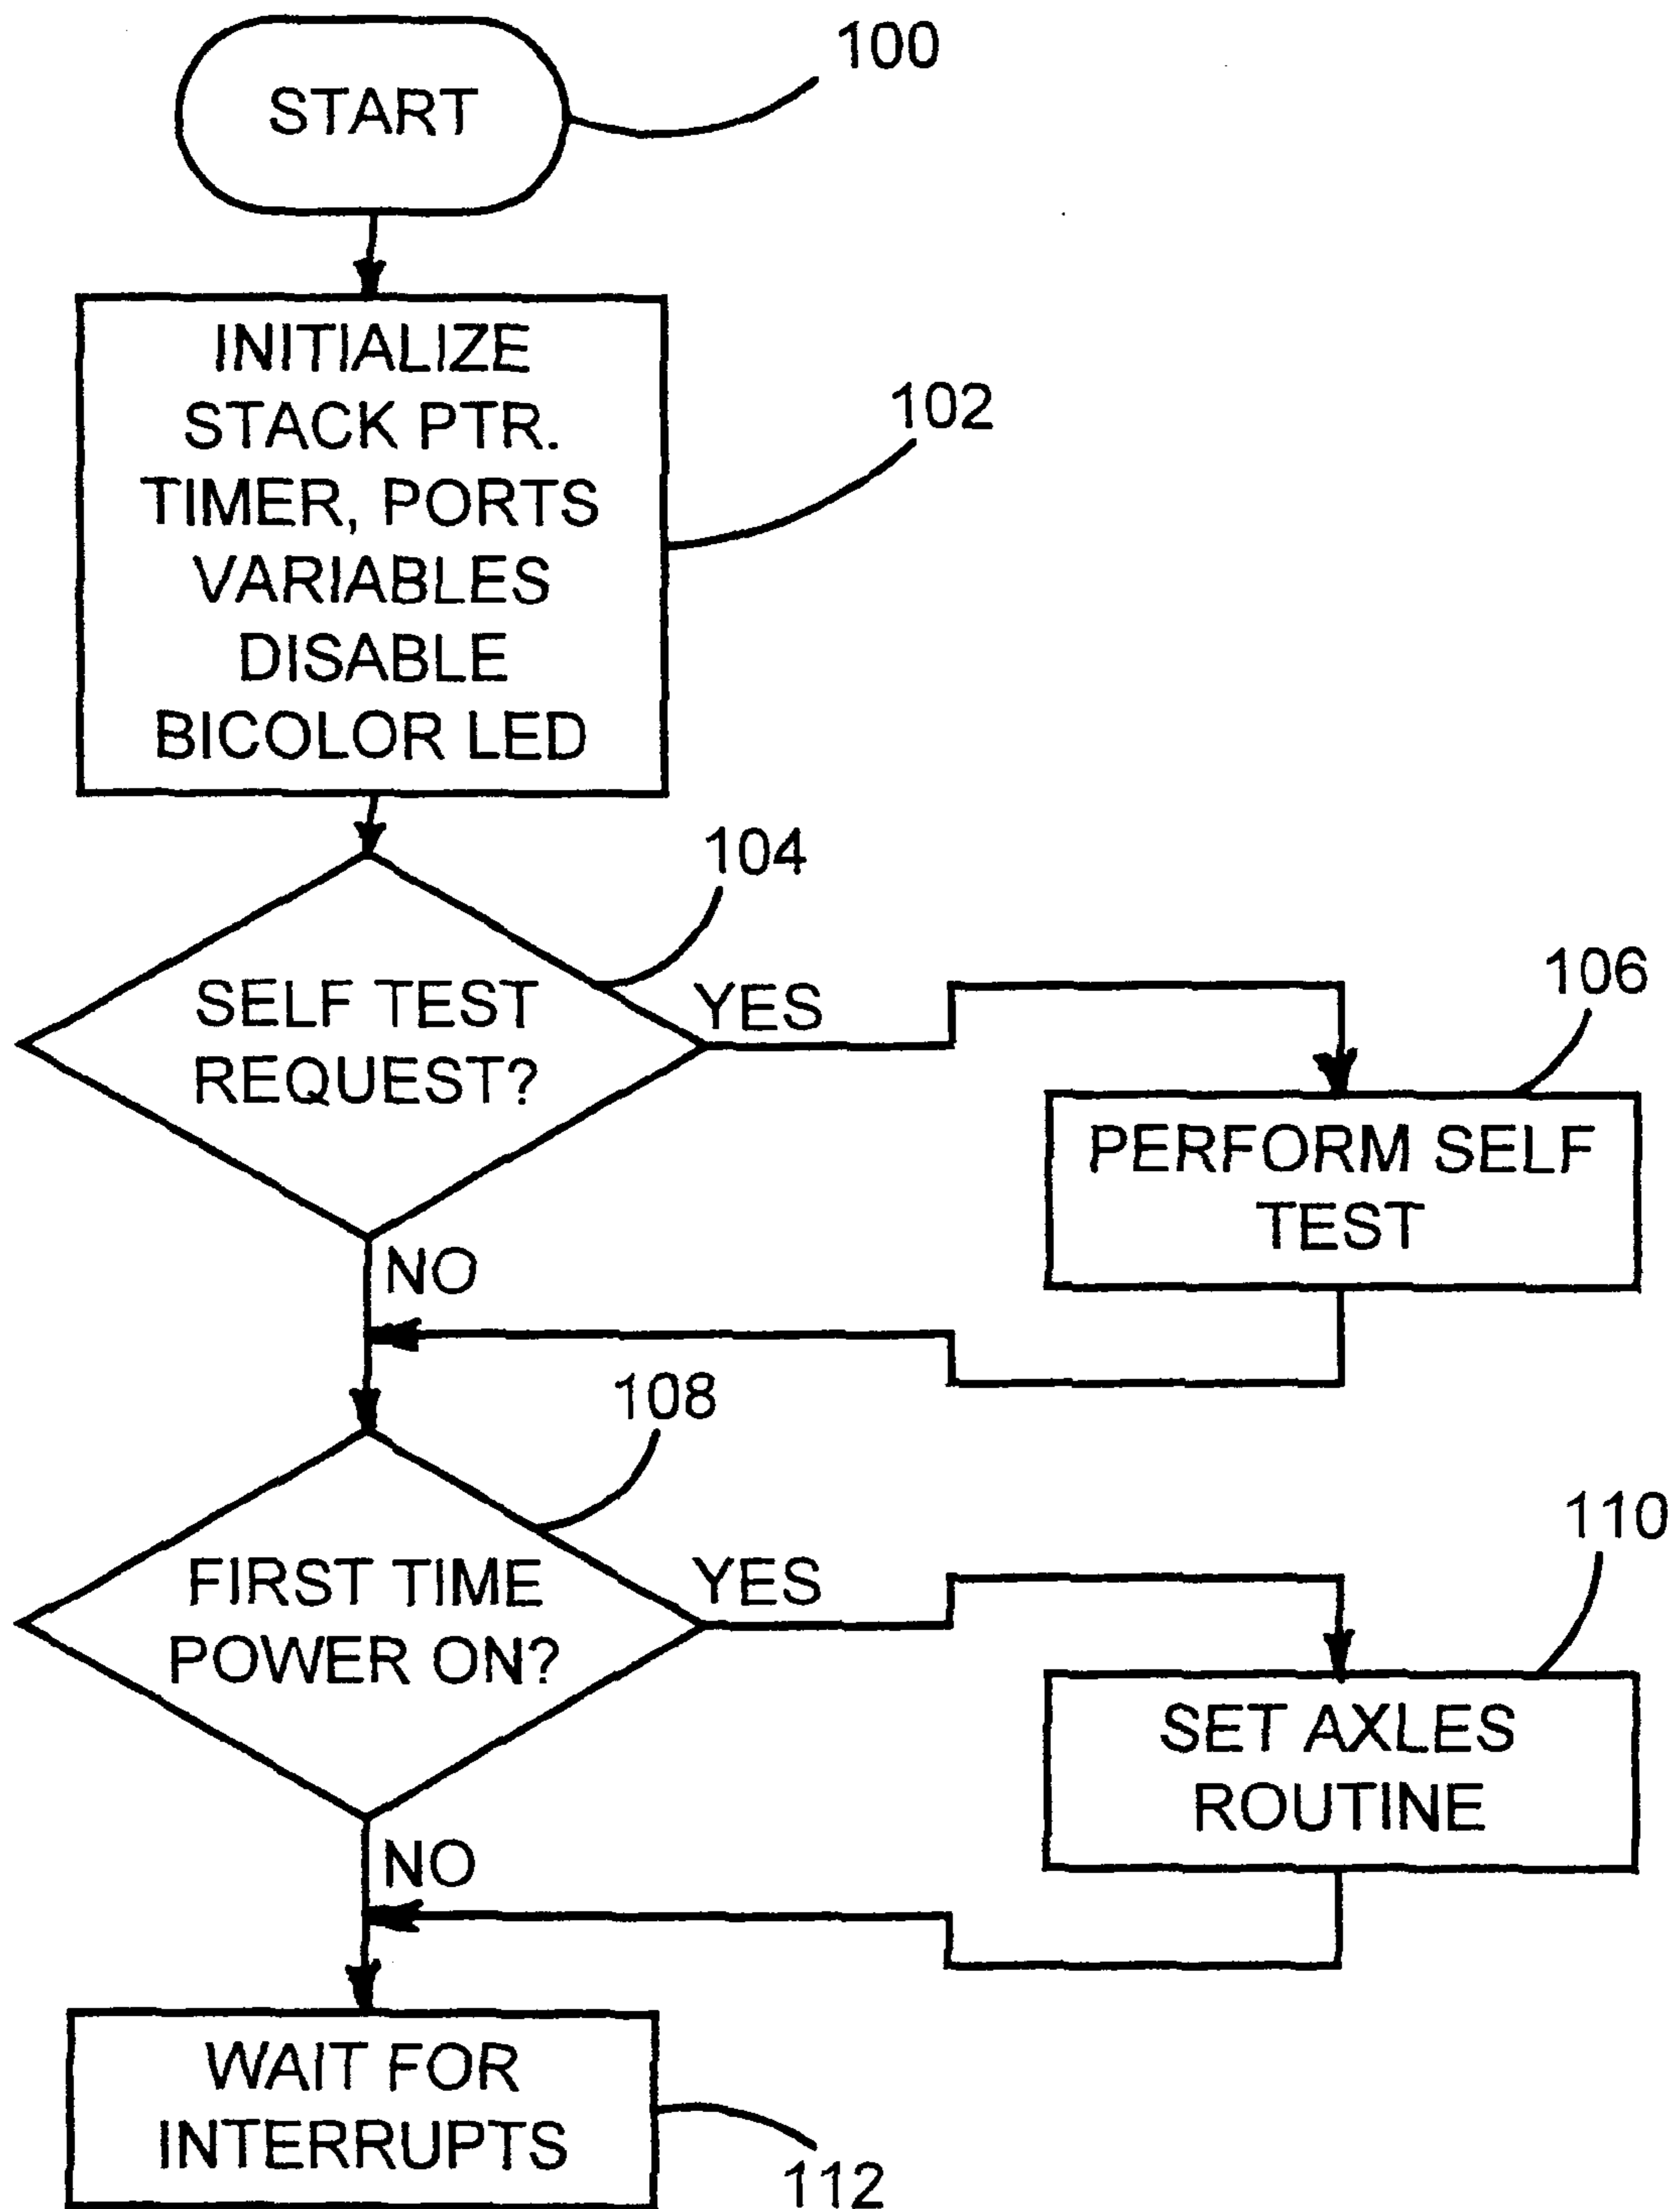 100
START
INITIALIZE
STACK PTR.
TIMER, PORTS
VARIABLES
DISABLE
BICOLOR LED
102
104
SELF TEST
REQUEST?
YES
106
PERFORM SELF
TEST
NO
108
FIRST TIME
POWER ON?
YES
110
SET AXLES
ROUTINE
NO
WAIT FOR
INTERRUPTS
112